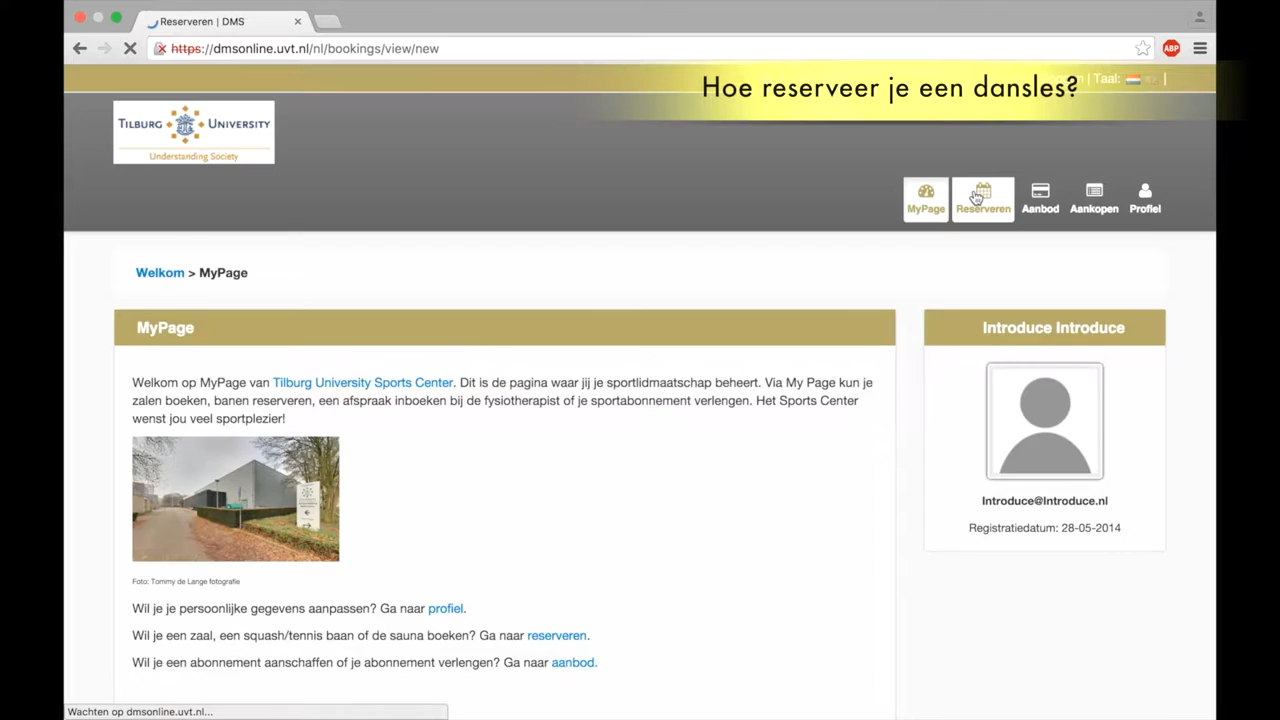 Reserveren | DMS
https://dmsonline.uvt.nl/nl/bookings/view/new
ABP
Hoe reserveer je een dansles?
| Taal: |
TILBURG UNIVERSITY
Understanding Society
MyPage Reserveren Aanbod Aankopen Profiel
Welkom > MyPage
MyPage
Introduce Introduce
Welkom op MyPage van Tilburg University Sports Center. Dit is de pagina waar jij je sportlidmaatschap beheert. Via My Page kun je
zalen boeken, banen reserveren, een afspraak inboeken bij de fysiotherapist of je sportabonnement verlengen. Het Sports Center
wenst jou veel sportplezier!
Introduce@Introduce.nl
Registratiedatum: 28-05-2014
Foto: Tommy de Lange fotografie
Wil je je persoonlijke gegevens aanpassen? Ga naar profiel.
Wil je een zaal, een squash/tennis baan of de sauna boeken? Ga naar reserveren.
Wil je een abonnement aanschaffen of je abonnement verlengen? Ga naar aanbod.
Wachten op dmsonline.uvt.nl...